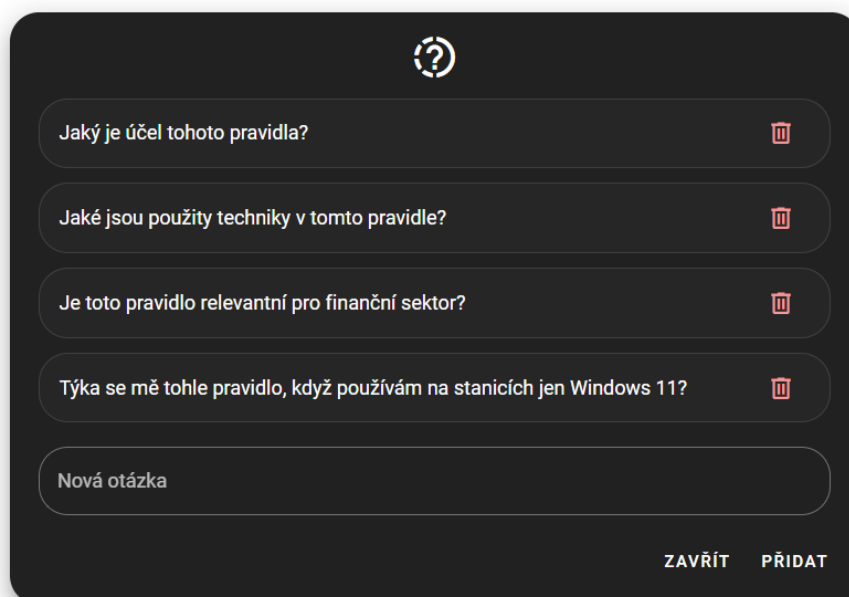 Jaký je účel tohoto pravidla?
Jaké jsou použity techniky v tomto pravidle?
Je toto pravidlo relevantní pro finanční sektor?
Týka se mě tohle pravidlo, když používám na stanicích jen Windows 11?
Nová otázka
ZAVŘÍT PŘIDAT